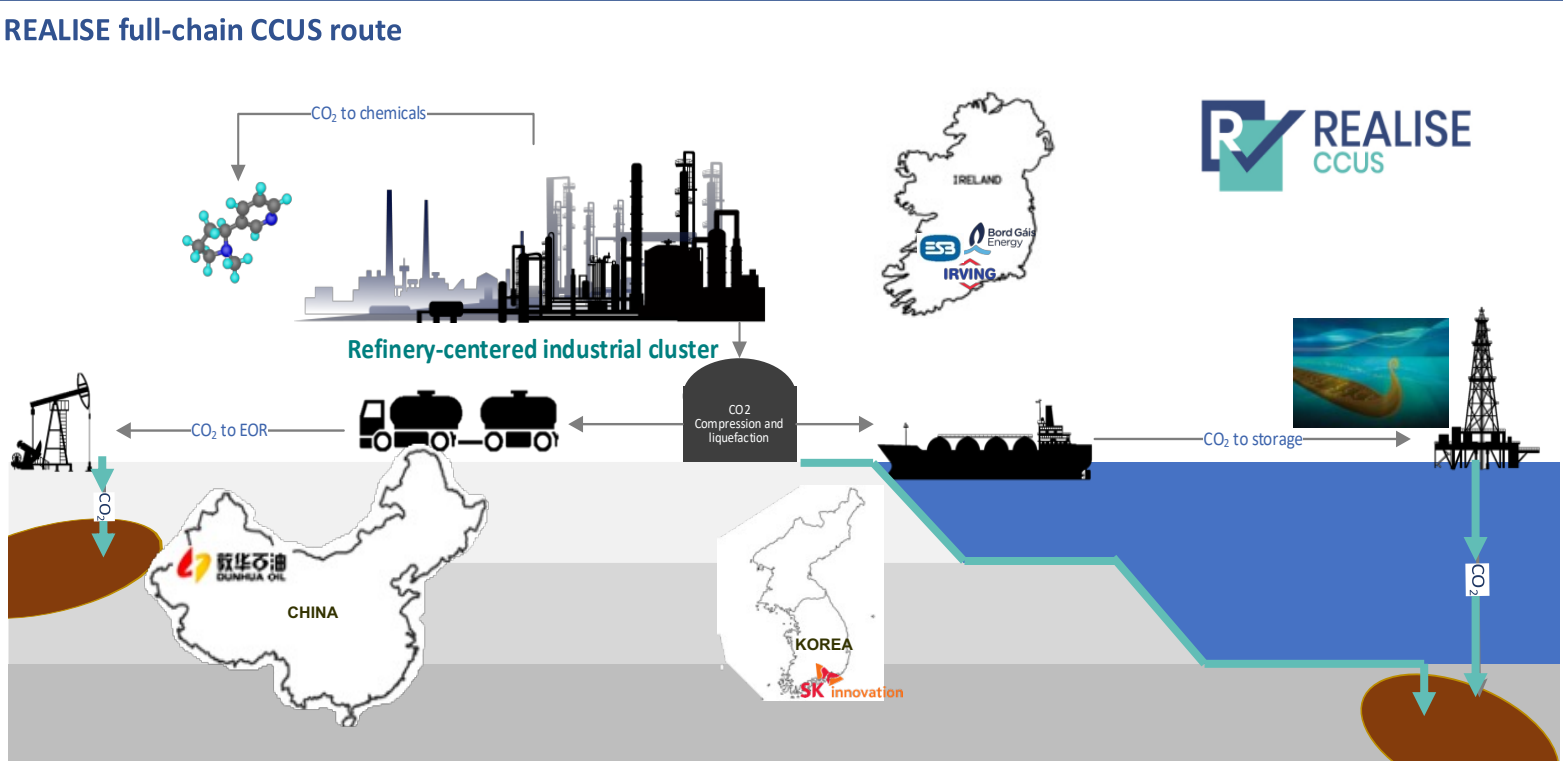 REALISE full-chain CCUS route
CO₂ to chemicals
IRELAND
ESB
Bord Gáis
Energy
IRVING
R
REALISE
CCUS
Refinery-centered industrial cluster
CO2
Compression and
liquefaction
CO₂ to EOR
CO₂ to storage
CO₂
敦华石油
DUNHUA OIL
CHINA
KOREA
SK innovation
CO₂